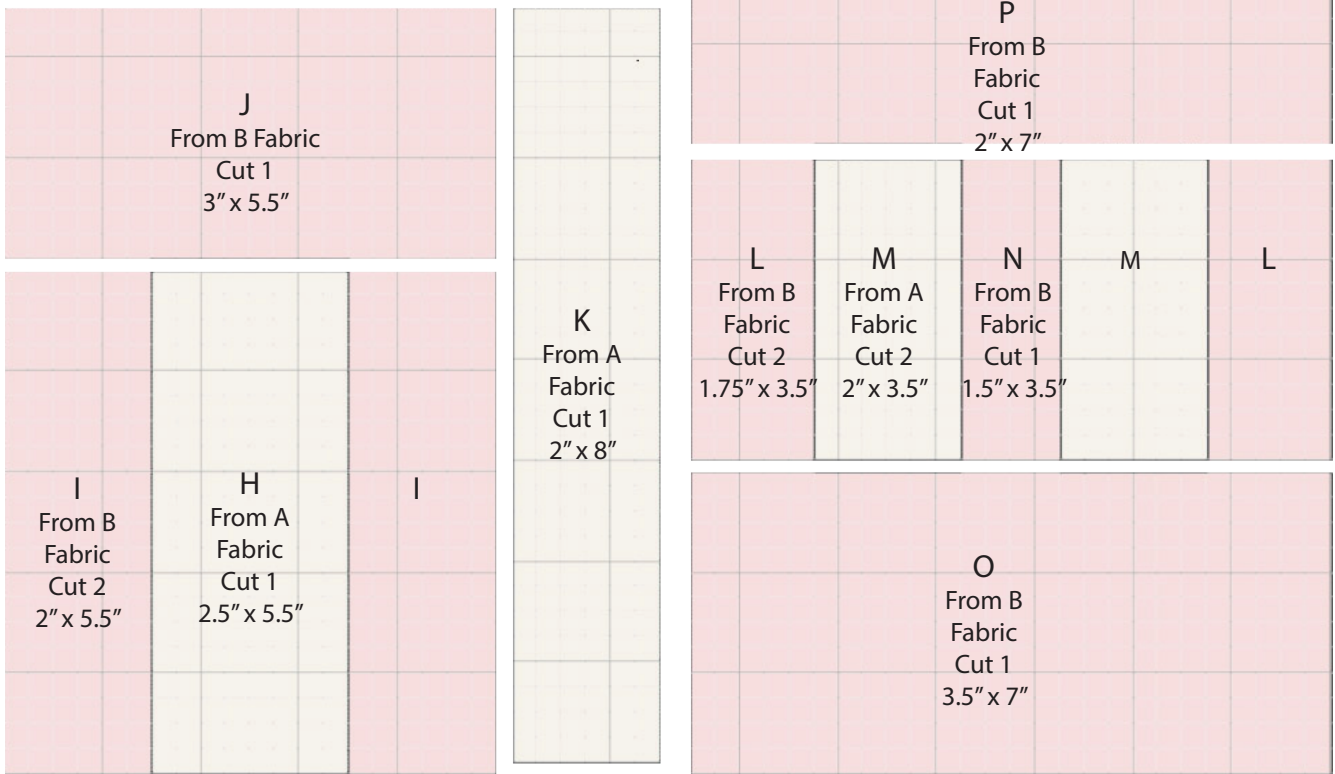 J
From B Fabric
Cut 1
3” x 5.5”
I
From B
Fabric
Cut 2
2” x 5.5”
H
From A
Fabric
Cut 1
2.5” x 5.5”
I
K
From A
Fabric
Cut 1
2” x 8”
P
From B
Fabric
Cut 1
2” x 7”
L
From B
Fabric
Cut 2
1.75” x 3.5”
M
From A
Fabric
Cut 2
2” x 3.5”
N
From B
Fabric
Cut 1
1.5” x 3.5”
M
L
O
From B
Fabric
Cut 1
3.5” x 7”